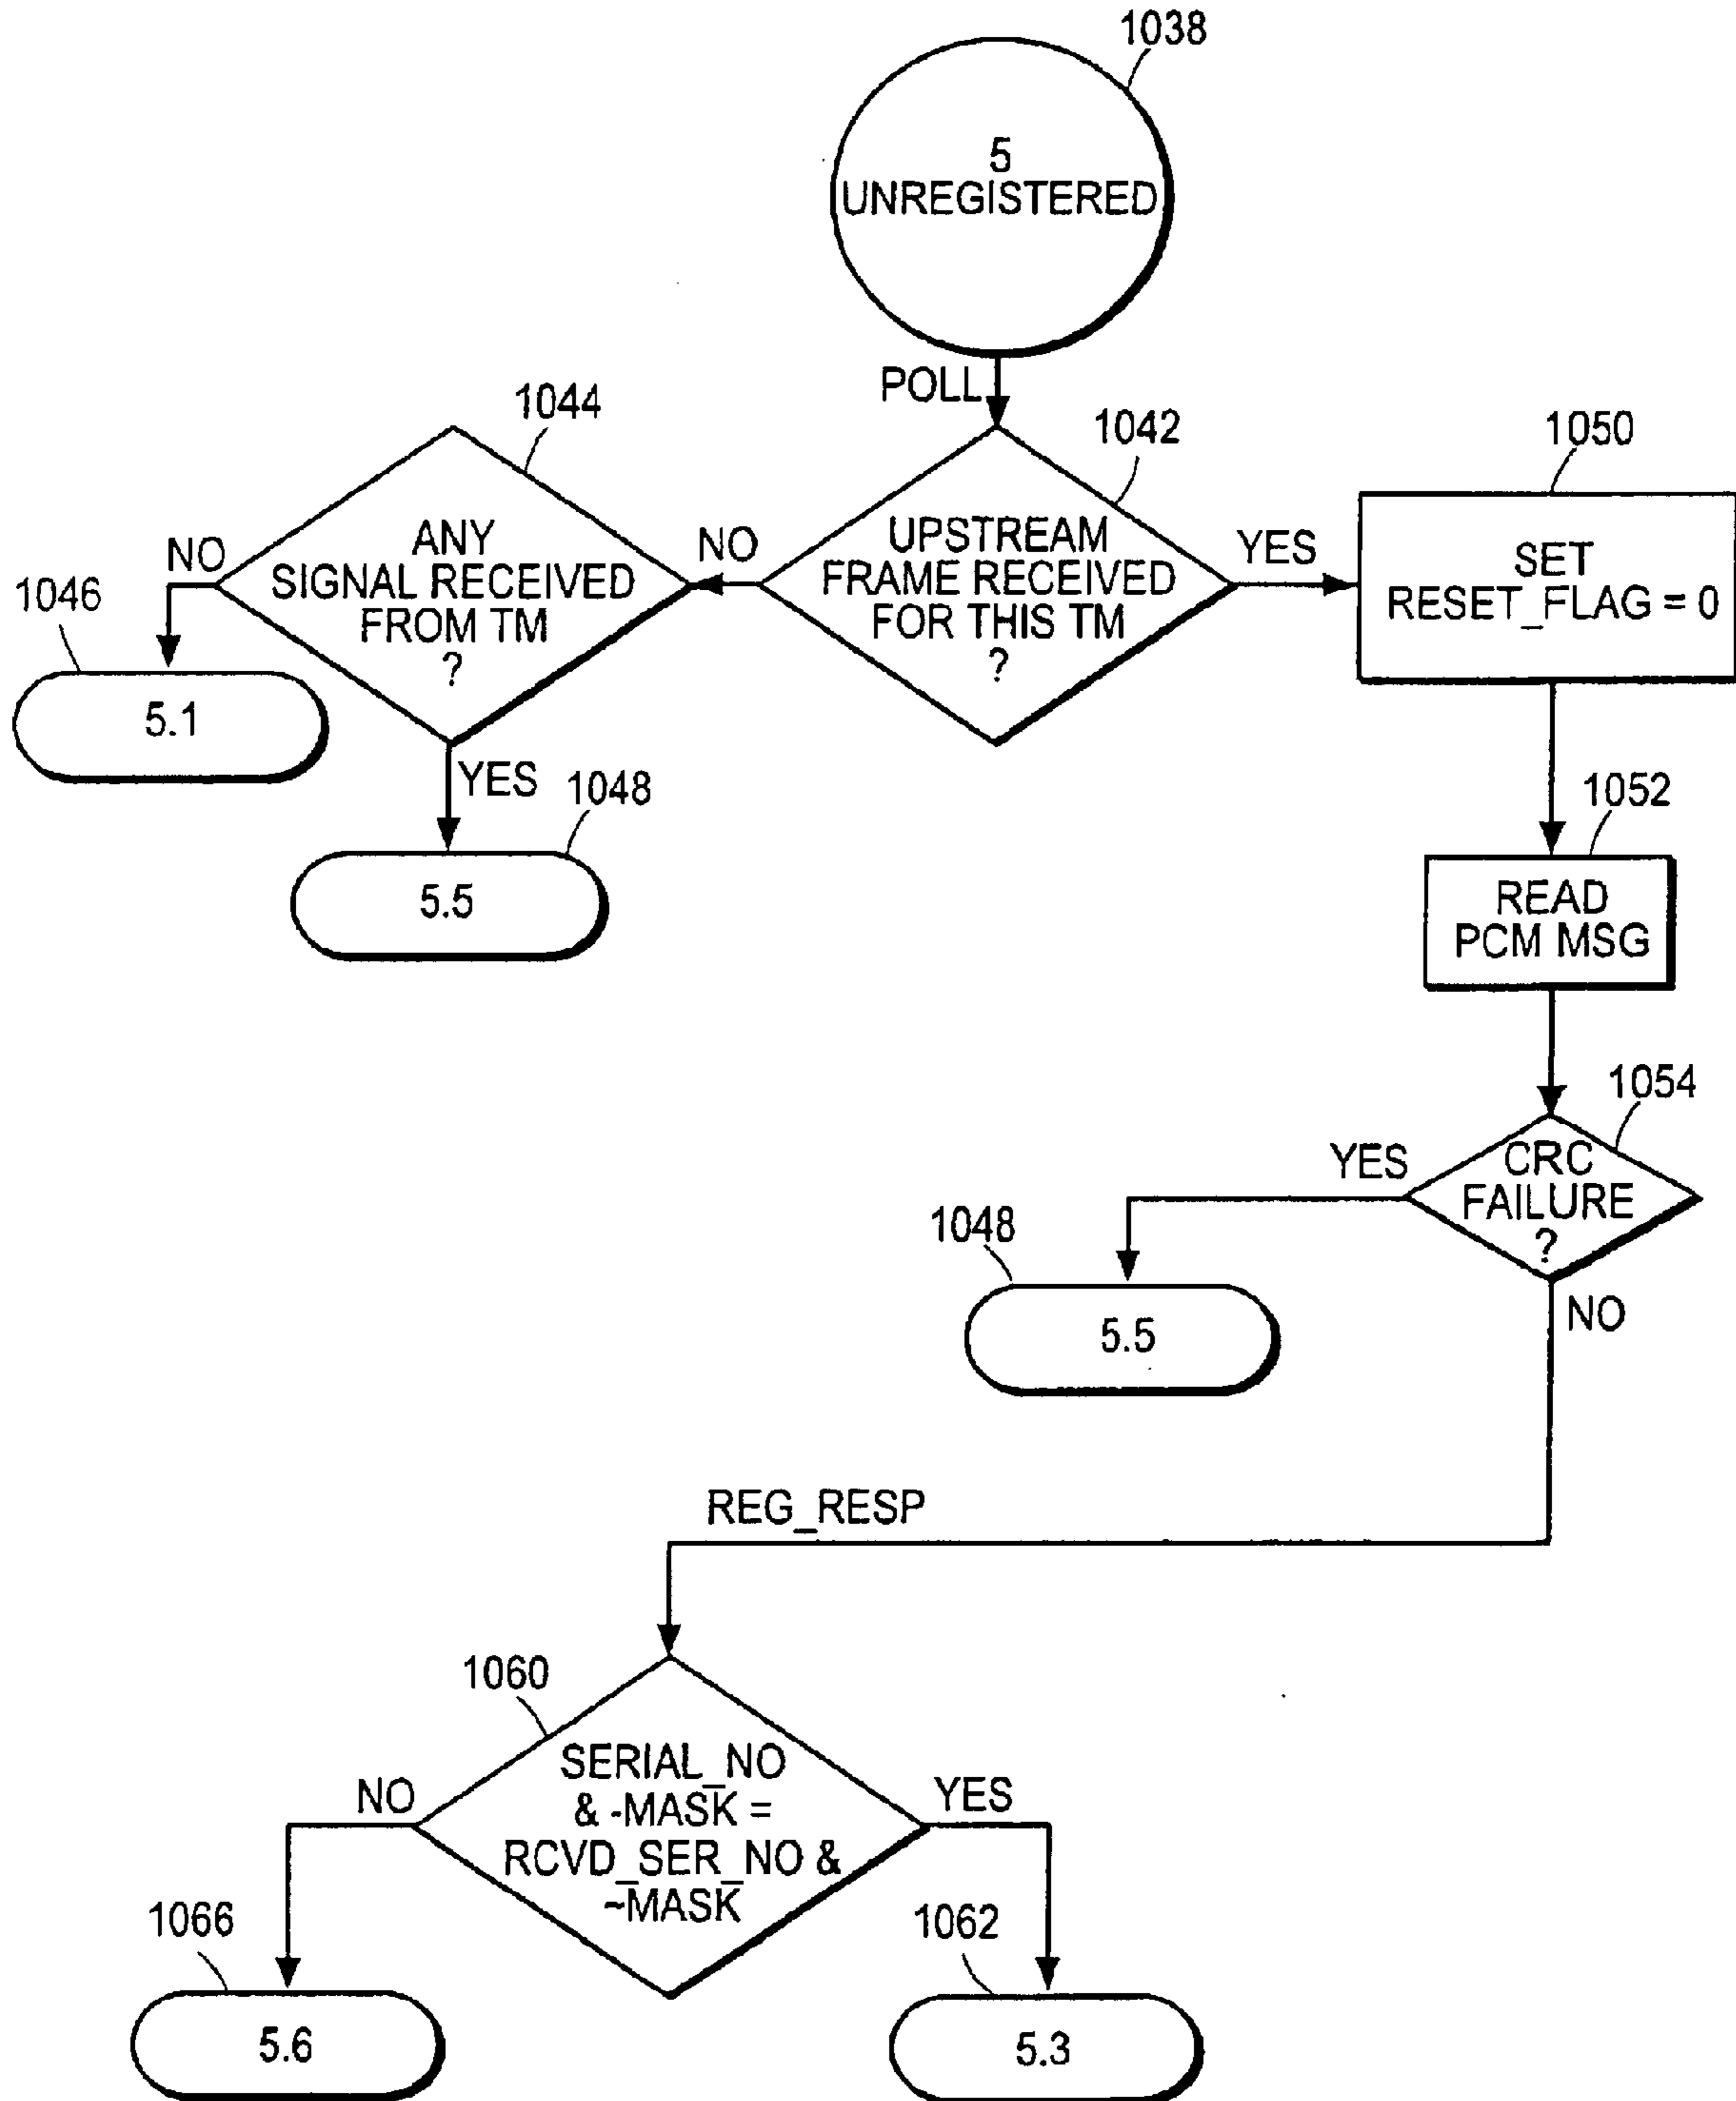 1038
5
UNREGISTERED
POLL
1044
1042
1050
ANY
SIGNAL RECEIVED
FROM TM
?
NO
UPSTREAM
FRAME RECEIVED
FOR THIS TM
?
NO
YES
SET
RESET_FLAG = 0
1046
5.1
YES
1048
5.5
1052
READ
PCM MSG
1054
CRC
FAILURE
?
YES
1048
5.5
NO
REG_RESP
1060
SERIAL_NO
& ~MASK =
RCVD_SER_NO &
~MASK
NO
YES
1066
5.6
1062
5.3